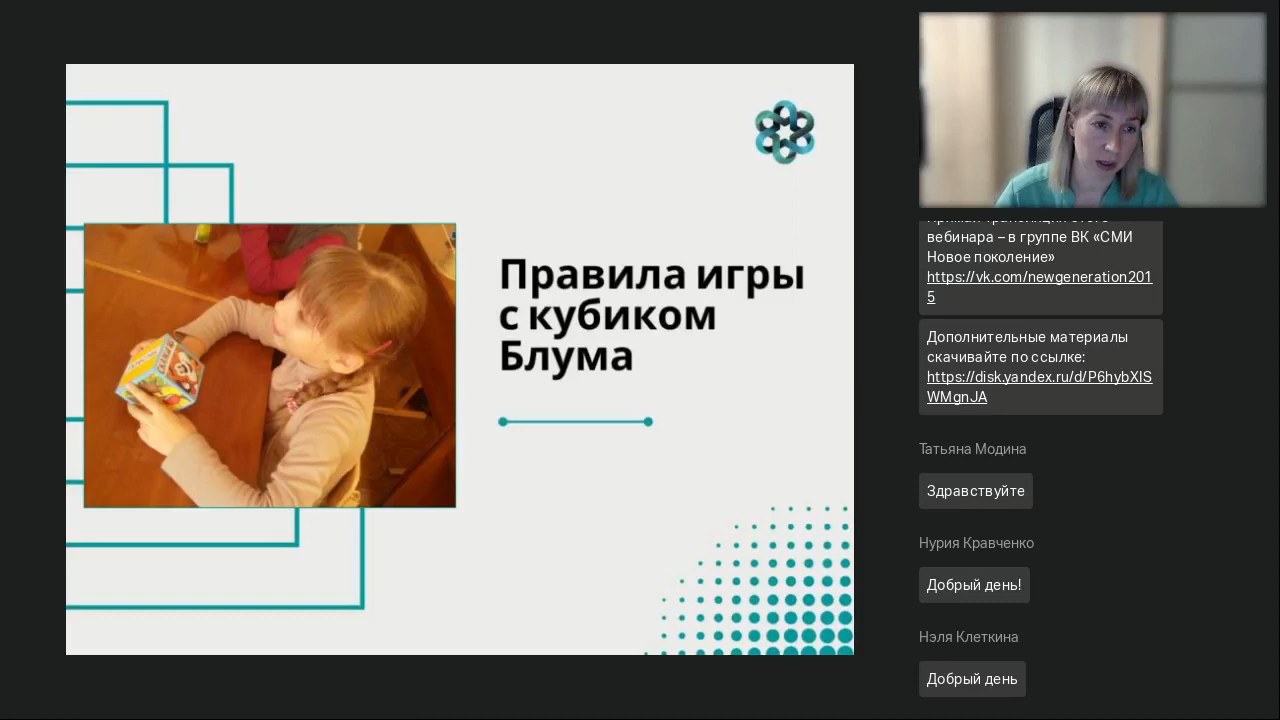 Правила игры
с кубиком
Блума
вебинара – в группе ВК «СМИ
Новое поколение»
https://vk.com/newgeneration201
5
Дополнительные материалы
скачивайте по ссылке:
https://disk.yandex.ru/d/P6hybXIS
WMgnJA
Татьяна Модина
Здравствуйте
Нурия Кравченко
Добрый день!
Нэля Клеткина
Добрый день